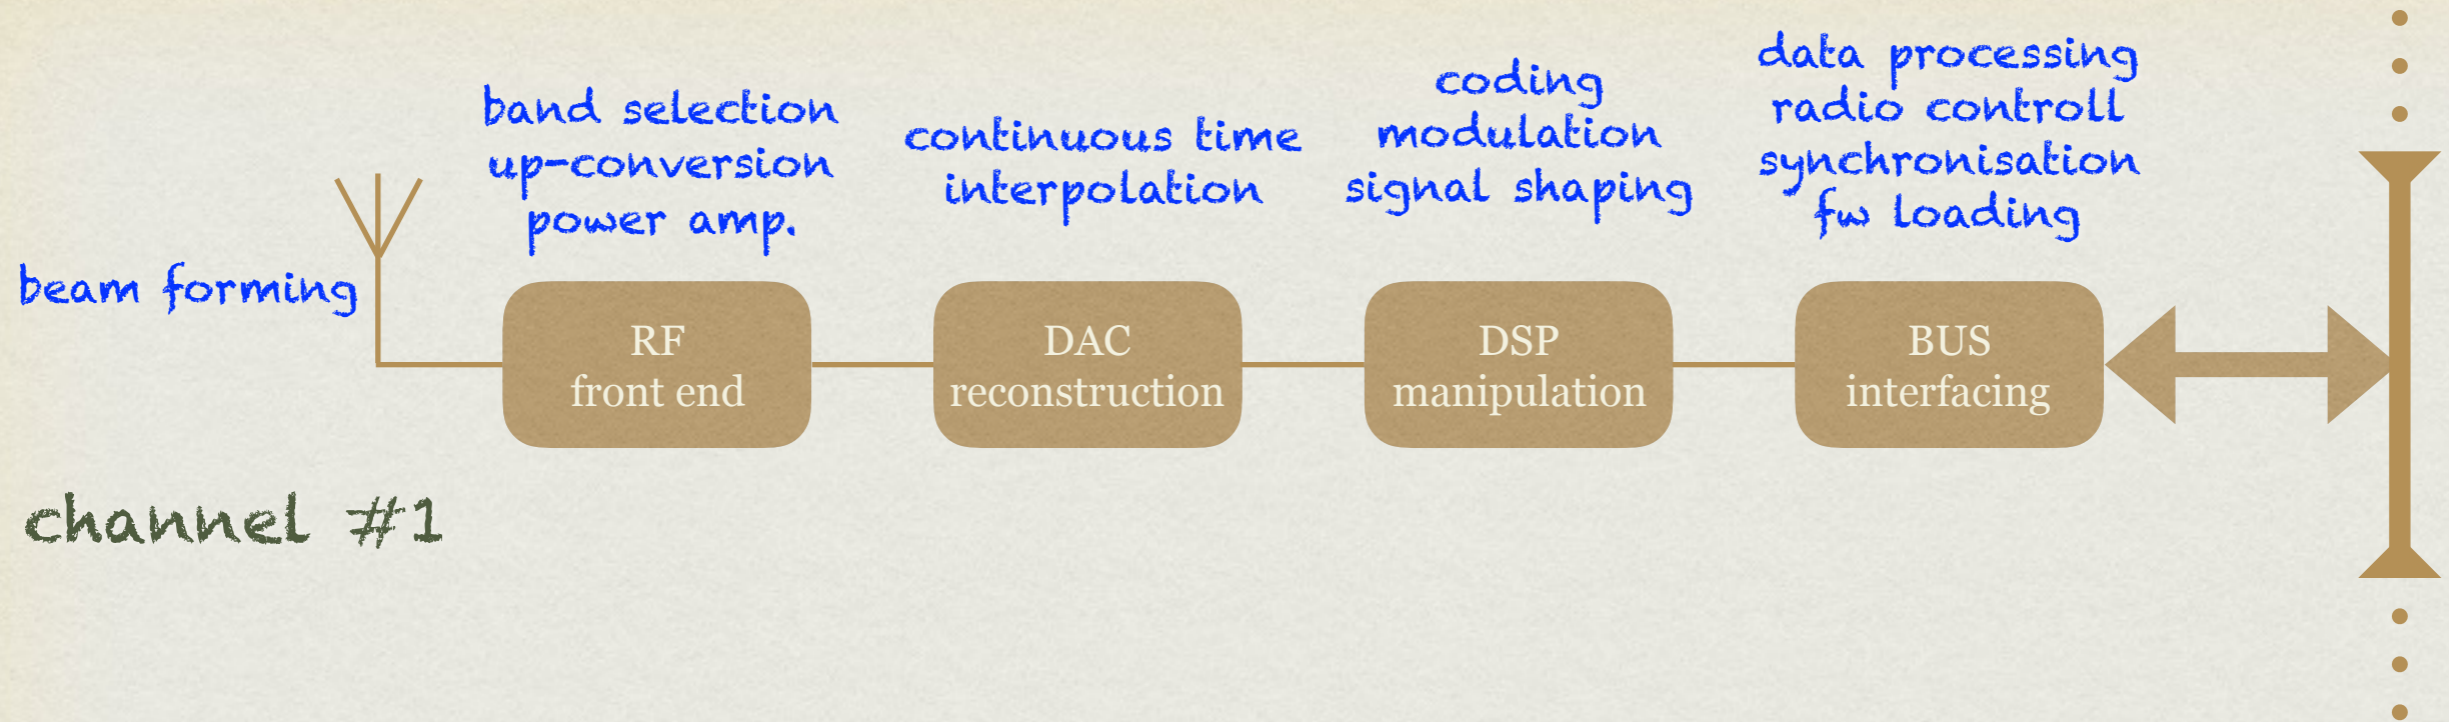 band selection
up-conversion
power amp.
continuous time
interpolation
coding
modulation
signal shaping
data processing
radio controll
synchronisation
fw loading
beam forming
RF
front end
DAC
reconstruction
DSP
manipulation
BUS
interfacing
channel #1